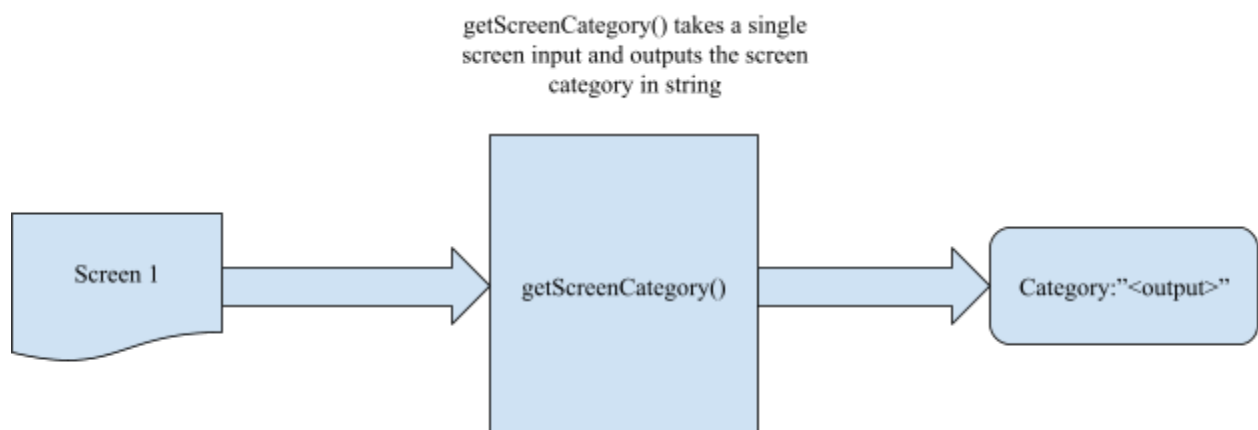 getScreenCategory() takes a single
screen input and outputs the screen
category in string
Screen 1
getScreenCategory()
Category:”<output>”